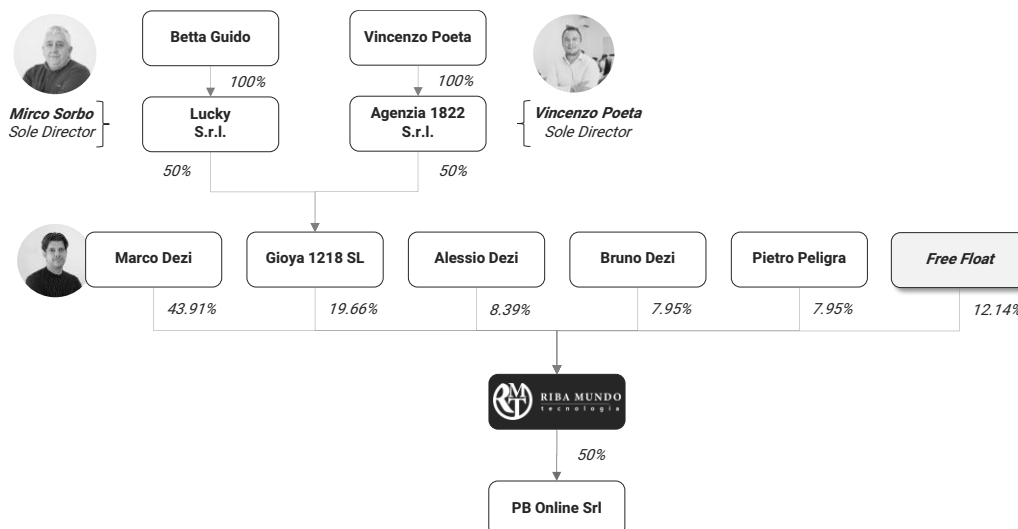 Betta Guido
Vincenzo Poeta
100%
100%
Mirco Sorbo
Sole Director
Lucky
S.r.l.
Agenzia 1822
S.r.l.
Vincenzo Poeta
Sole Director
50%
50%
Marco Dezi
Gioya 1218 SL
Alessio Dezi
Bruno Dezi
Pietro Peligra
Free Float
43.91%
19.66%
8.39%
7.95%
7.95%
12.14%
RMT
RIBA MUNDO
tecnología
50%
PB Online Srl